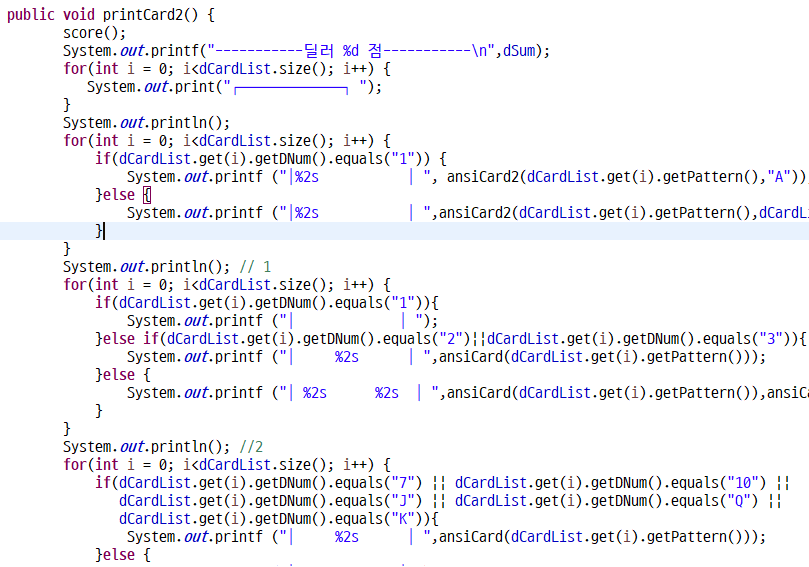 public void printCard2() {
score();
System.out.printf("-----------딜러 %d 점-----------\n",dSum);
for(int i = 0; i<dCardList.size(); i++) {
System.out.print("┌───────────┐ ");
}
System.out.println();
for(int i = 0; i<dCardList.size(); i++) {
if(dCardList.get(i).getDNum().equals("1")) {
System.out.printf ("│%2s           │ ", ansiCard2(dCardList.get(i).getPattern(),"A"))
}else {
System.out.printf ("│%2s           │ ",ansiCard2(dCardList.get(i).getPattern(),dCardLi
}
}
System.out.println(); // 1
for(int i = 0; i<dCardList.size(); i++) {
if(dCardList.get(i).getDNum().equals("1")){
System.out.printf ("│             │ ");
}else if(dCardList.get(i).getDNum().equals("2")||dCardList.get(i).getDNum().equals("3")){
System.out.printf ("│     %2s      │ ",ansiCard(dCardList.get(i).getPattern()));
}else {
System.out.printf ("│ %2s      %2s  │ ",ansiCard(dCardList.get(i).getPattern()),ansiCa
}
}
System.out.println(); //2
for(int i = 0; i<dCardList.size(); i++) {
if(dCardList.get(i).getDNum().equals("7") || dCardList.get(i).getDNum().equals("10") ||
dCardList.get(i).getDNum().equals("J") || dCardList.get(i).getDNum().equals("Q") ||
dCardList.get(i).getDNum().equals("K")){
System.out.printf ("│     %2s      │ ",ansiCard(dCardList.get(i).getPattern()));
}else {